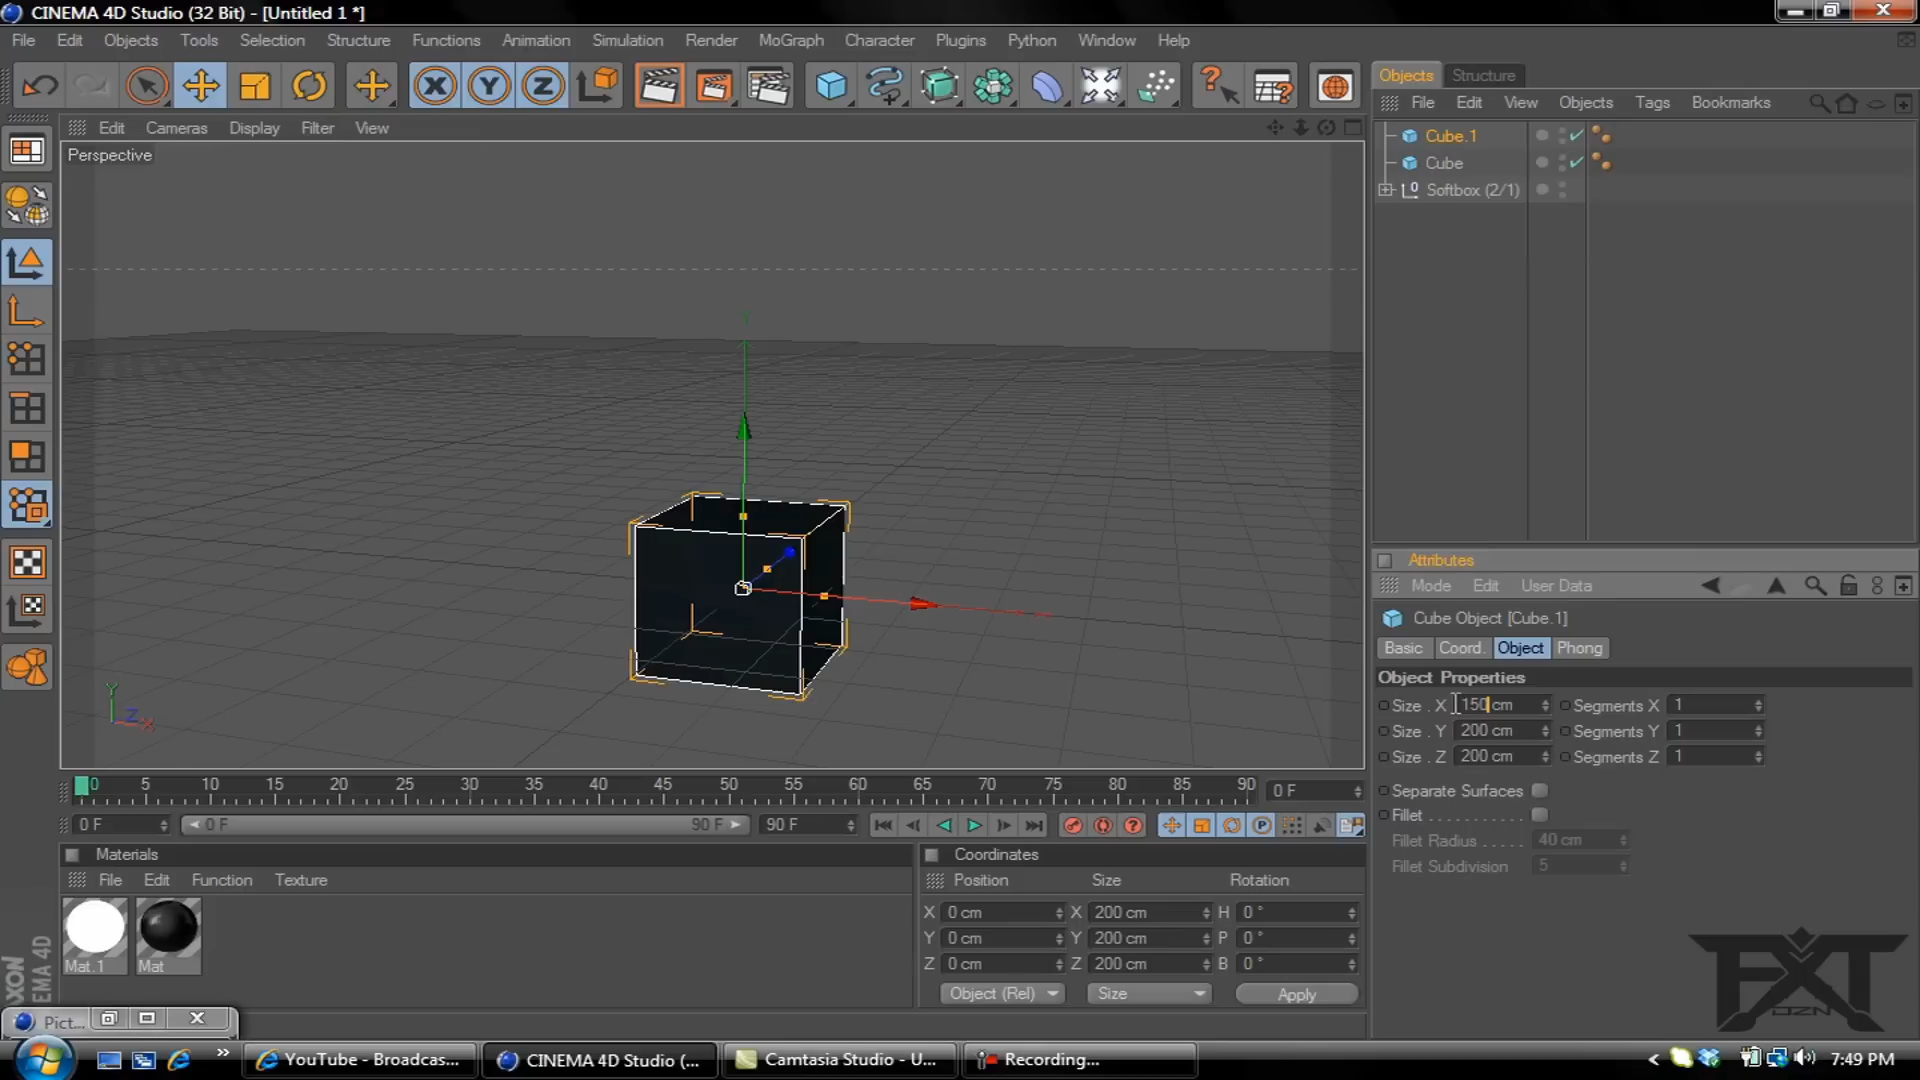 CINEMA 4D Studio (32 Bit) - [Untitled 1 *]
File Edit Objects Tools Selection Structure Functions Animation Simulation Render MoGraph Character Plugins Python Window Help
X Y Z
Edit Cameras Display Filter View
Perspective
Y
Y
Z X
0 5 10 15 20 25 30 35 40 45 50 55 60 65 70 75 80 85 90 0 F
0 F 0 F 90 F 90 F
Materials
File Edit Function Texture
Mat.1 Mat
Coordinates
Position Size Rotation
X 0 cm X 200 cm H 0 °
Y 0 cm Y 200 cm P 0 °
Z 0 cm Z 200 cm B 0 °
Object (Rel) Size Apply
Objects Structure
File Edit View Objects Tags Bookmarks
Cube.1
Cube
Softbox (2/1)
Attributes
Mode Edit User Data
Cube Object [Cube.1]
Basic Coord. Object Phong
Object Properties
Size . X 150 cm Segments X 1
Size . Y 200 cm Segments Y 1
Size . Z 200 cm Segments Z 1
Separate Surfaces
Fillet . . . . . . . . . . .
Fillet Radius . . . . . 40 cm
Fillet Subdivision 5
FXT
DZN
AXON
EMA 4D
Pict...
YouTube - Broadcas... CINEMA 4D Studio (... Camtasia Studio - U... Recording...
7:49 PM